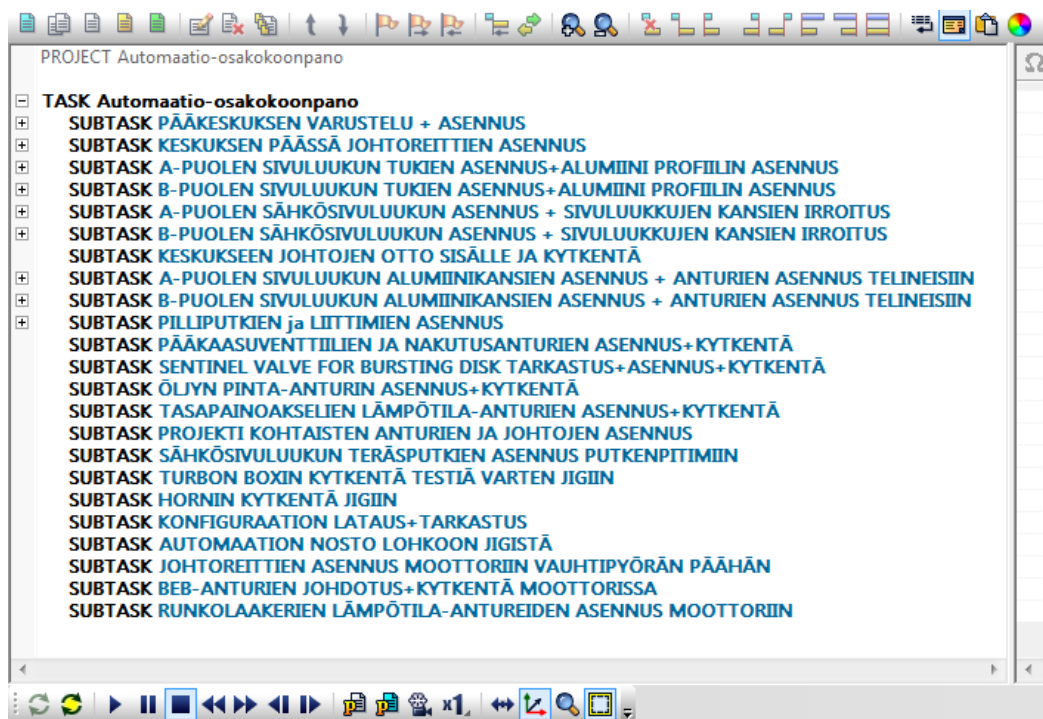 PROJECT Automaatio-osakokoonpano
TASK Automaatio-osakokoonpano
SUBTASK PÄÄKESKUKSEN VARUSTELU + ASENNUS
SUBTASK KESKUKSEN PÄÄSSÄ JOHTOREITTIEN ASENNUS
SUBTASK A-PUOLEN SIVULUUKUN TUKIEN ASENNUS+ALUMIINI PROFIILIN ASENNUS
SUBTASK B-PUOLEN SIVULUUKUN TUKIEN ASENNUS+ALUMIINI PROFIILIN ASENNUS
SUBTASK A-PUOLEN SÄHKÖSIVULUUKUN ASENNUS + SIVULUUKKUJEN KANSIEN IRROITUS
SUBTASK B-PUOLEN SÄHKÖSIVULUUKUN ASENNUS + SIVULUUKKUJEN KANSIEN IRROITUS
SUBTASK KESKUKSEEN JOHTOJEN OTTO SISÄLLE JA KYTKENTÄ
SUBTASK A-PUOLEN SIVULUUKUN ALUMIINIKANSIEN ASENNUS + ANTURIEN ASENNUS TELINEISIIN
SUBTASK B-PUOLEN SIVULUUKUN ALUMIINIKANSIEN ASENNUS + ANTURIEN ASENNUS TELINEISIIN
SUBTASK PILLIPUTKIEN ja LIITTIMIEN ASENNUS
SUBTASK PÄÄKAASUVENTTIILIEN JA NAKUTUSANTURIEN ASENNUS+KYTKENTÄ
SUBTASK SENTINEL VALVE FOR BURSTING DISK TARKASTUS+ASENNUS+KYTKENTÄ
SUBTASK ÖLJYN PINTA-ANTURIN ASENNUS+KYTKENTÄ
SUBTASK TASAPAINOAKSELIEN LÄMPÖTILA-ANTURIEN ASENNUS+KYTKENTÄ
SUBTASK PROJEKTI KOHTAISTEN ANTURIEN JA JOHTOJEN ASENNUS
SUBTASK SÄHKÖSIVULUUKUN TERÄSPUTKIEN ASENNUS PUTKENPITIMIIN
SUBTASK TURBON BOXIN KYTKENTÄ TESTIÄ VARTEN JIGIIN
SUBTASK HORNIN KYTKENTÄ JIGIIN
SUBTASK KONFIGURAATION LATAUS+TARKASTUS
SUBTASK AUTOMAATION NOSTO LOHKOON JIGISTÄ
SUBTASK JOHTOREITTIEN ASENNUS MOOTTORIIN VAUHTIPYÖRÄN PÄÄHÄN
SUBTASK BEB-ANTURIEN JOHDOTUS+KYTKENTÄ MOOTTORISSA
SUBTASK RUNKOLAAKERIEN LÄMPÖTILA-ANTUREIDEN ASENNUS MOOTTORIIN
x1